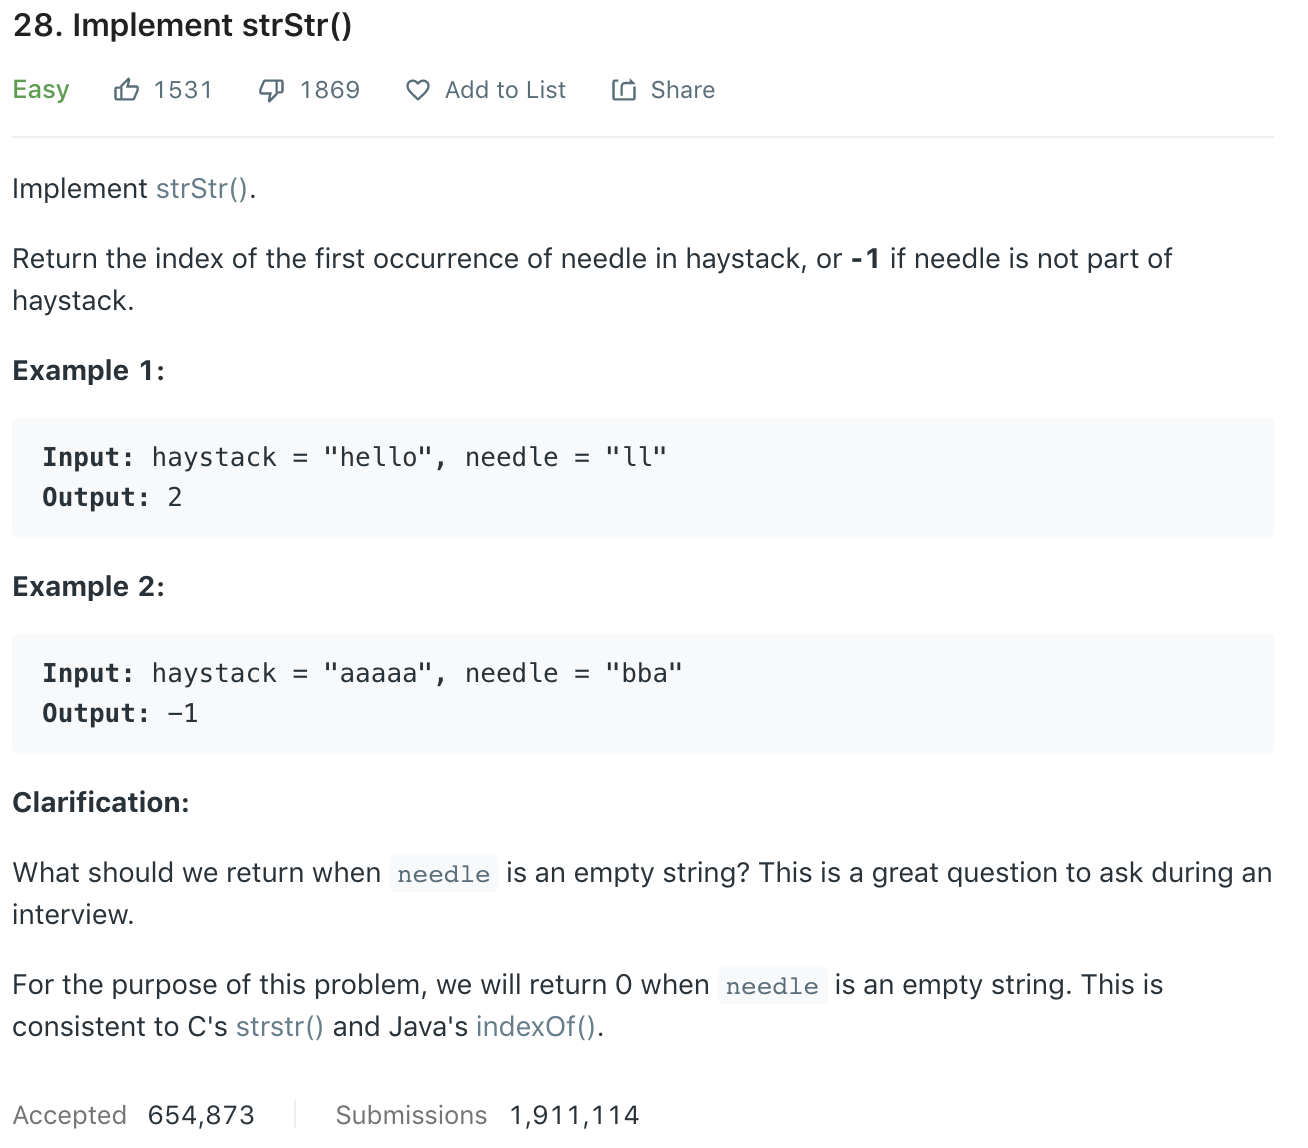 28. Implement strStr()
Easy 1531 1869 Add to List Share
Implement strStr().
Return the index of the first occurrence of needle in haystack, or -1 if needle is not part of
haystack.
Example 1:
Input: haystack = "hello", needle = "ll"
Output: 2
Example 2:
Input: haystack = "aaaaa", needle = "bba"
Output: -1
Clarification:
What should we return when needle is an empty string? This is a great question to ask during an
interview.
For the purpose of this problem, we will return 0 when needle is an empty string. This is
consistent to C's strstr() and Java's indexOf().
Accepted 654,873 Submissions 1,911,114